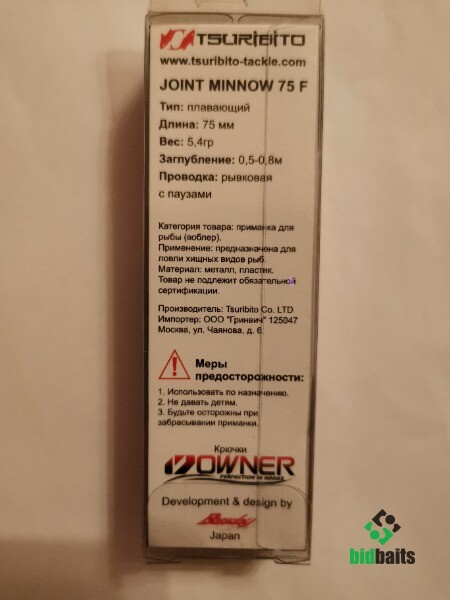 TSURIBITO
www.tsuribito-tackle.com
JOINT MINNOW 75 F
Тип: плавающий
Длина: 75 мм
Вес: 5,4гр
Заглубление: 0,5-0,8м
Проводка: рывковая
с паузами
Категория товара: приманка для
рыбы (воблер).
Применение: предназначена для
ловли хищных видов рыб.
Материал: металл, пластик.
Товар не подлежит обязательной
сертификации.
Производитель: Tsuribito Co. LTD
Импортер: ООО "Гринвич" 125047
Москва, ул. Чаянова, д. 6.
Меры
предосторожности:
1. Использовать по назначению.
2. Не давать детям.
3. Будьте осторожны при
забрасывании приманки.
Крючки
OWNER
PERFECTION IN HOOKS
Development & design by
Japan
bidbaits